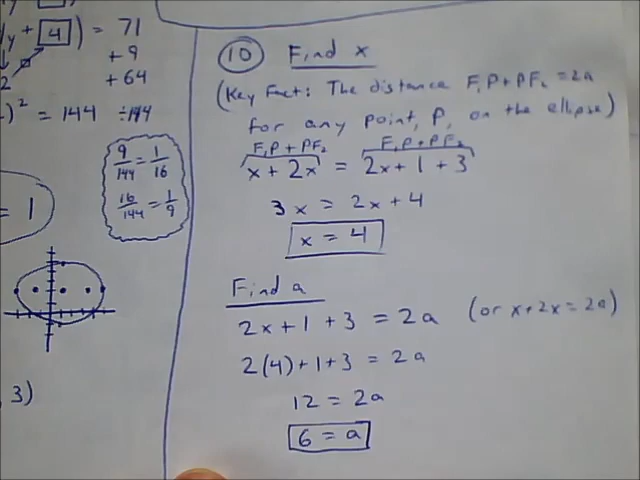 y + 4) = 71
+ 9
+ 64
)² = 144 ÷144
9/144 = 1/16
16/144 = 1/9
= 1
, 3)
10 Find x
(Key Fact: The distance F₁P + PF₂ = 2a
for any point, P, on the ellipse)
F₁P + PF₂ F₁P + PF₂
x + 2x = 2x + 1 + 3
3x = 2x + 4
x = 4
Find a
2x + 1 + 3 = 2a (or x + 2x = 2a)
2(4) + 1 + 3 = 2a
12 = 2a
6 = a